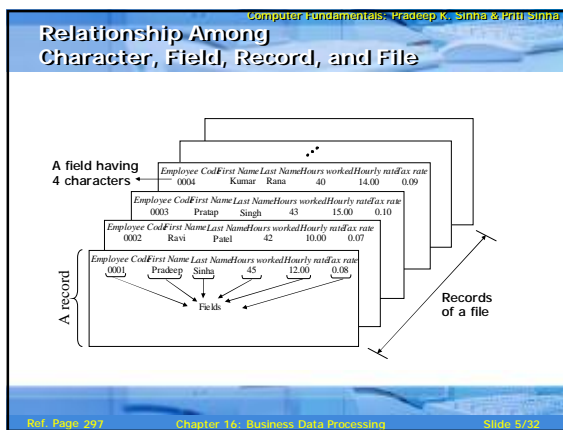 Computer Fundamentals: Pradeep K. Sinha & Priti Sinha
Relationship Among
Character, Field, Record, and File
A field having
4 characters
Employee Code First Name Last Name Hours worked Hourly rate Tax rate
0004 Kumar Rana 40 14.00 0.09
Employee Code First Name Last Name Hours worked Hourly rate Tax rate
0003 Pratap Singh 43 15.00 0.10
Employee Code First Name Last Name Hours worked Hourly rate Tax rate
0002 Ravi Patel 42 10.00 0.07
Employee Code First Name Last Name Hours worked Hourly rate Tax rate
0001 Pradeep Sinha 45 12.00 0.08
Fields
A record
Records
of a file
Ref. Page 297 Chapter 16: Business Data Processing Slide 5/32